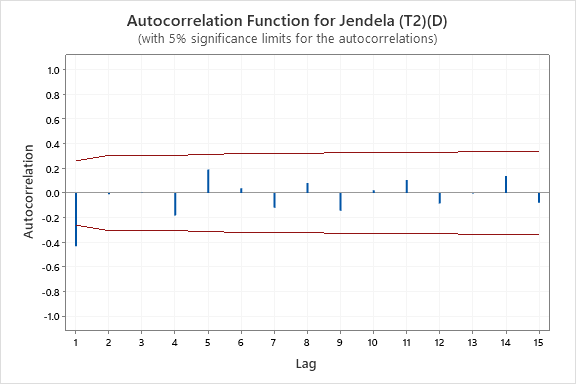 Autocorrelation Function for Jendela (T2)(D)
(with 5% significance limits for the autocorrelations)
1.0
0.8
0.6
0.4
0.2
0.0
-0.2
-0.4
-0.6
-0.8
-1.0
Autocorrelation
1 2 3 4 5 6 7 8 9 10 11 12 13 14 15
Lag